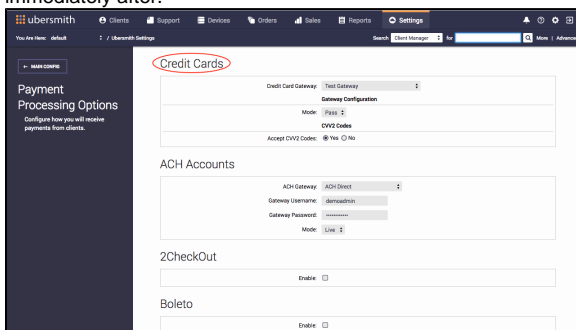 immediately after.
ubersmith Clients Support Devices Orders Sales Reports Settings
You Are Here: default / Ubersmith Settings Search Client Manager for More | Advanced
← MAIN CONFIG
Payment
Processing Options
Configure how you will receive
payments from clients.
Credit Cards
Credit Card Gateway: Test Gateway
Gateway Configuration
Mode: Pass
CVV2 Codes
Accept CVV2 Codes: Yes No
ACH Accounts
ACH Gateway: ACH Direct
Gateway Username: demoadmin
Gateway Password: ············
Mode: Live
2CheckOut
Enable:
Boleto
Enable: